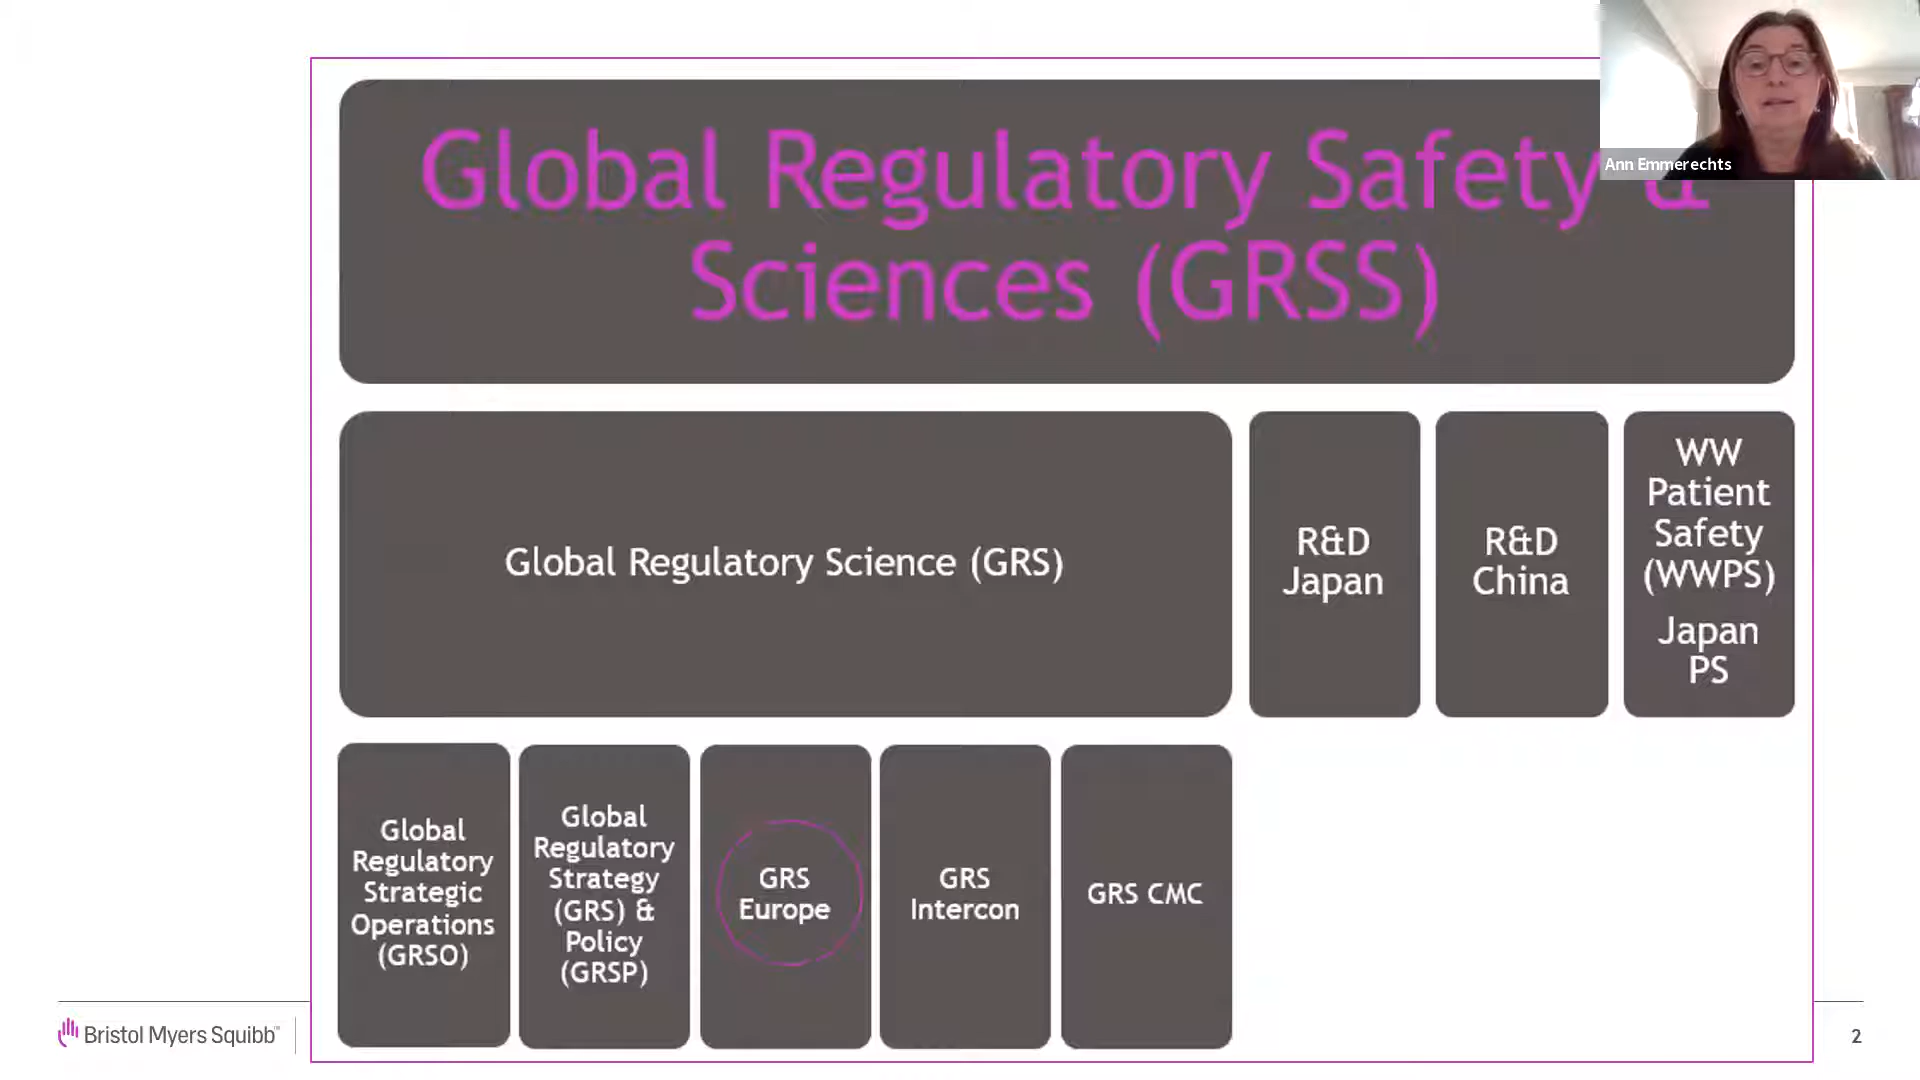 Global Regulatory Safety &
Sciences (GRSS)
Ann Emmerechts
Global Regulatory Science (GRS)
R&D
Japan
R&D
China
WW
Patient
Safety
(WWPS)
Japan
PS
Global
Regulatory
Strategic
Operations
(GRSO)
Global
Regulatory
Strategy
(GRS) &
Policy
(GRSP)
GRS
Europe
GRS
Intercon
GRS CMC
Bristol Myers Squibb™
2